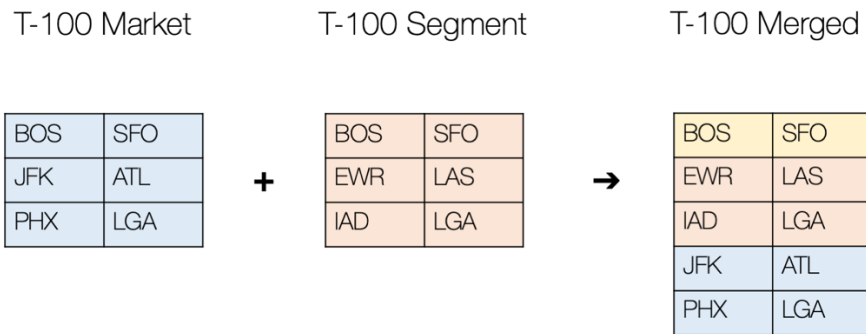 T-100 Market T-100 Segment T-100 Merged
BOS SFO BOS SFO BOS SFO
JFK ATL + EWR LAS ➔ EWR LAS
PHX LGA IAD LGA IAD LGA
JFK ATL
PHX LGA